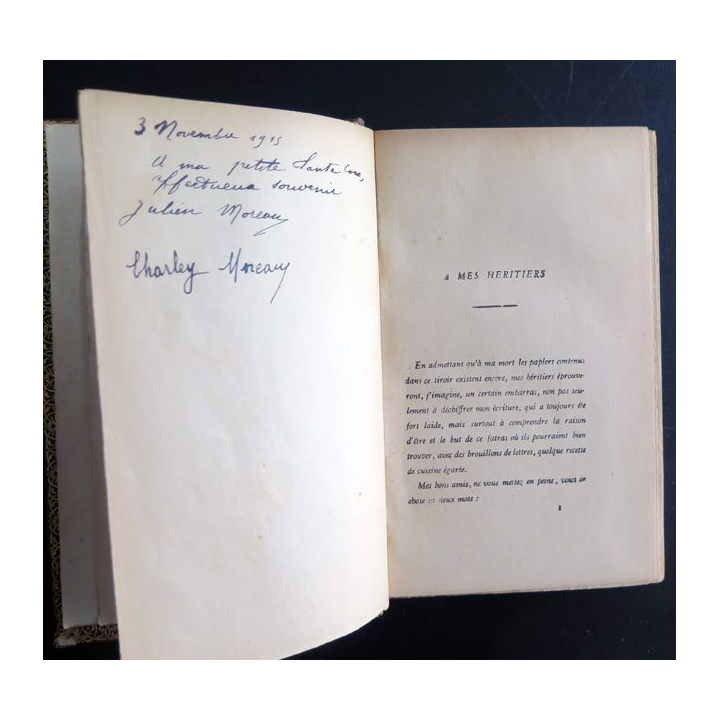 3 Novembre 1915
A ma petite Tante
affectueux souvenir
Julien Moreau
Charley Moreau
A MES HERITIERS
En admettant qu'à ma mort les papiers contenus
dans ce tiroir existent encore, mes héritiers éprouve-
ront, j'imagine, un certain embarras, non pas seu-
lement à déchiffrer mon écriture, qui a toujours été
fort laide, mais surtout à comprendre la raison
d'être et le but de ce fatras où ils pourraient bien
trouver, avec des brouillons de lettres, quelque recette
de cuisine égarée.
Mes bons amis, ne vous mettez en peine, voici la
chose en deux mots :
1